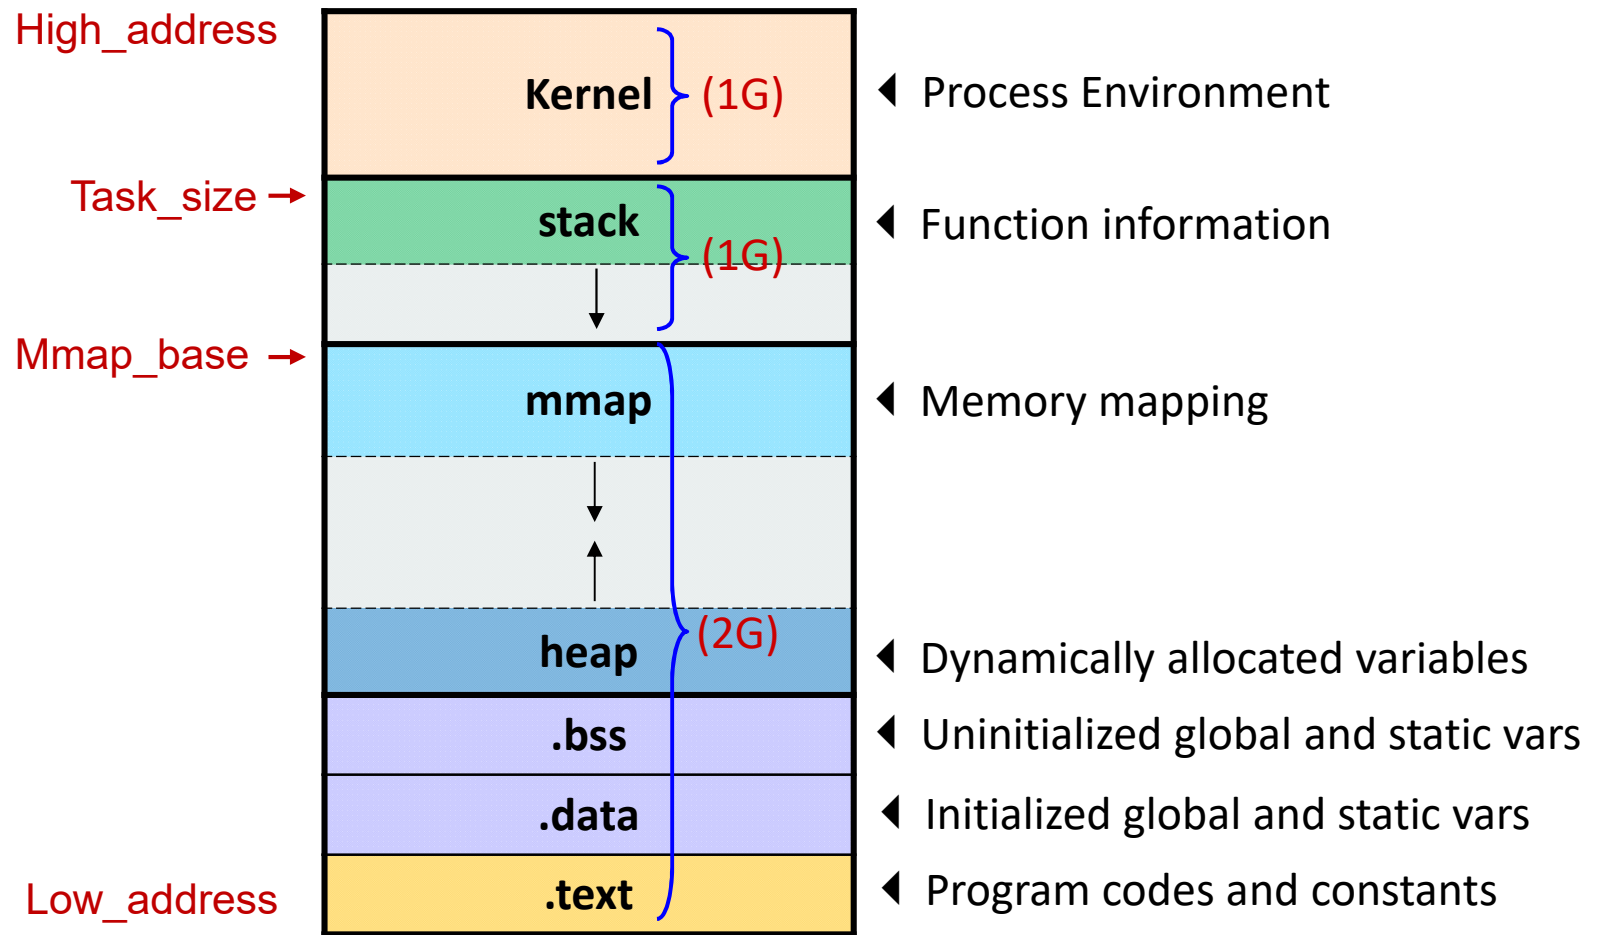 High_address
Kernel (1G)
Process Environment
Task_size
stack
(1G)
Function information
Mmap_base
mmap
Memory mapping
heap
(2G)
Dynamically allocated variables
.bss
Uninitialized global and static vars
.data
Initialized global and static vars
Low_address
.text
Program codes and constants